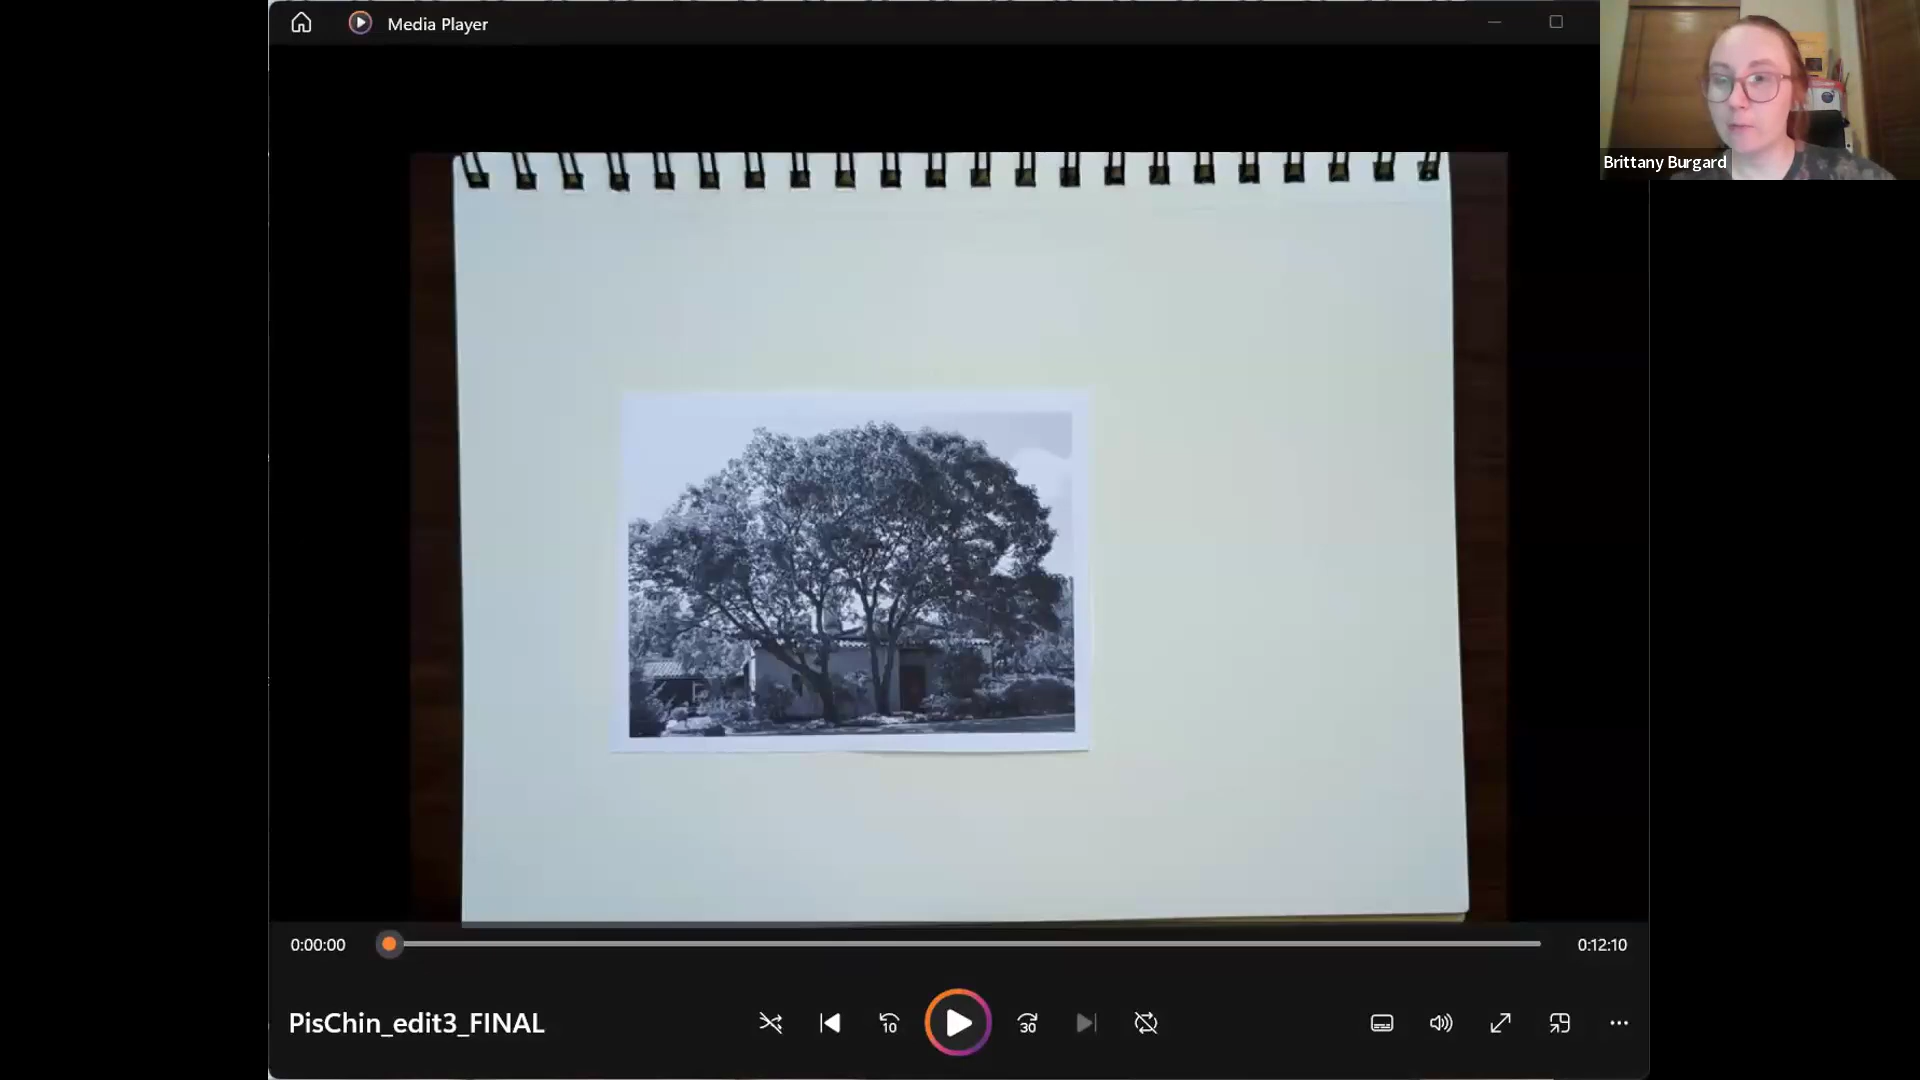 Media Player
Brittany Burgard
0:00:00
0:12:10
PisChin_edit3_FINAL
10
30